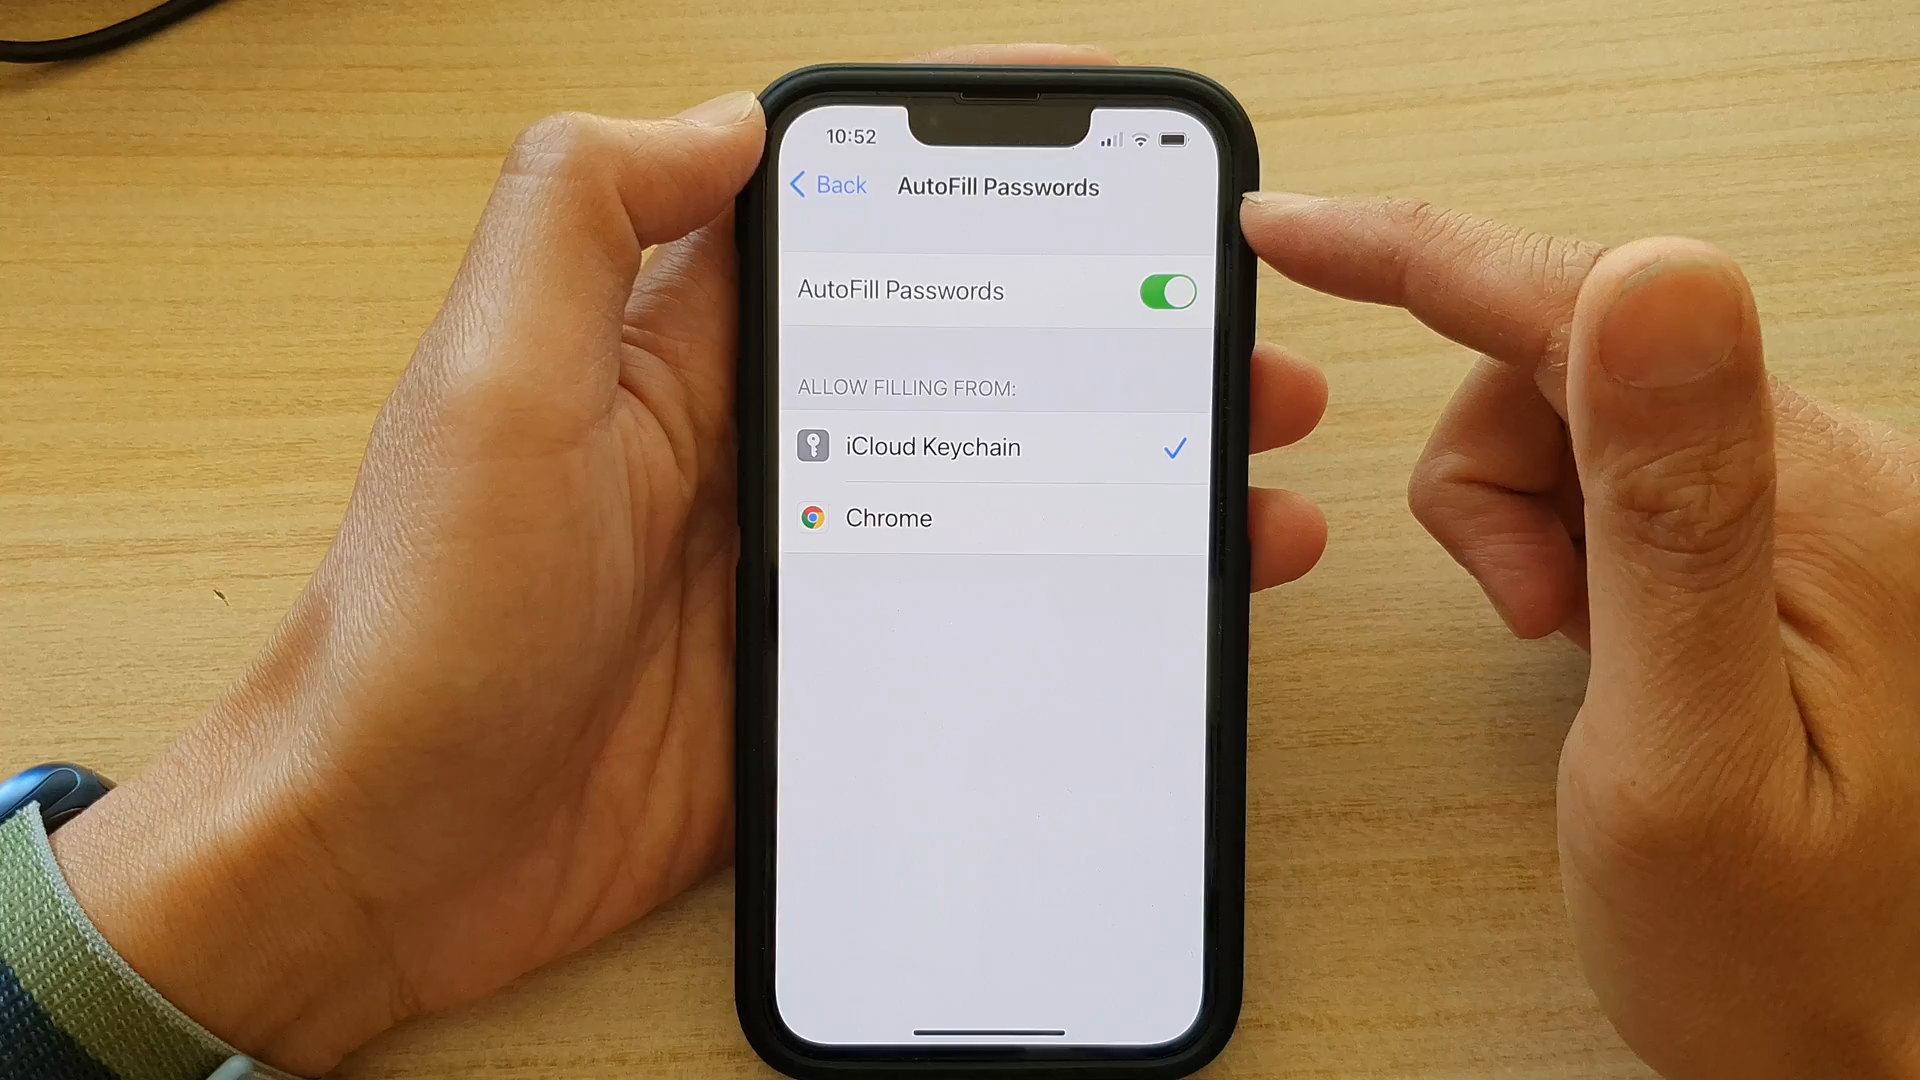 10:52
Back
AutoFill Passwords
AutoFill Passwords
ALLOW FILLING FROM:
iCloud Keychain
Chrome